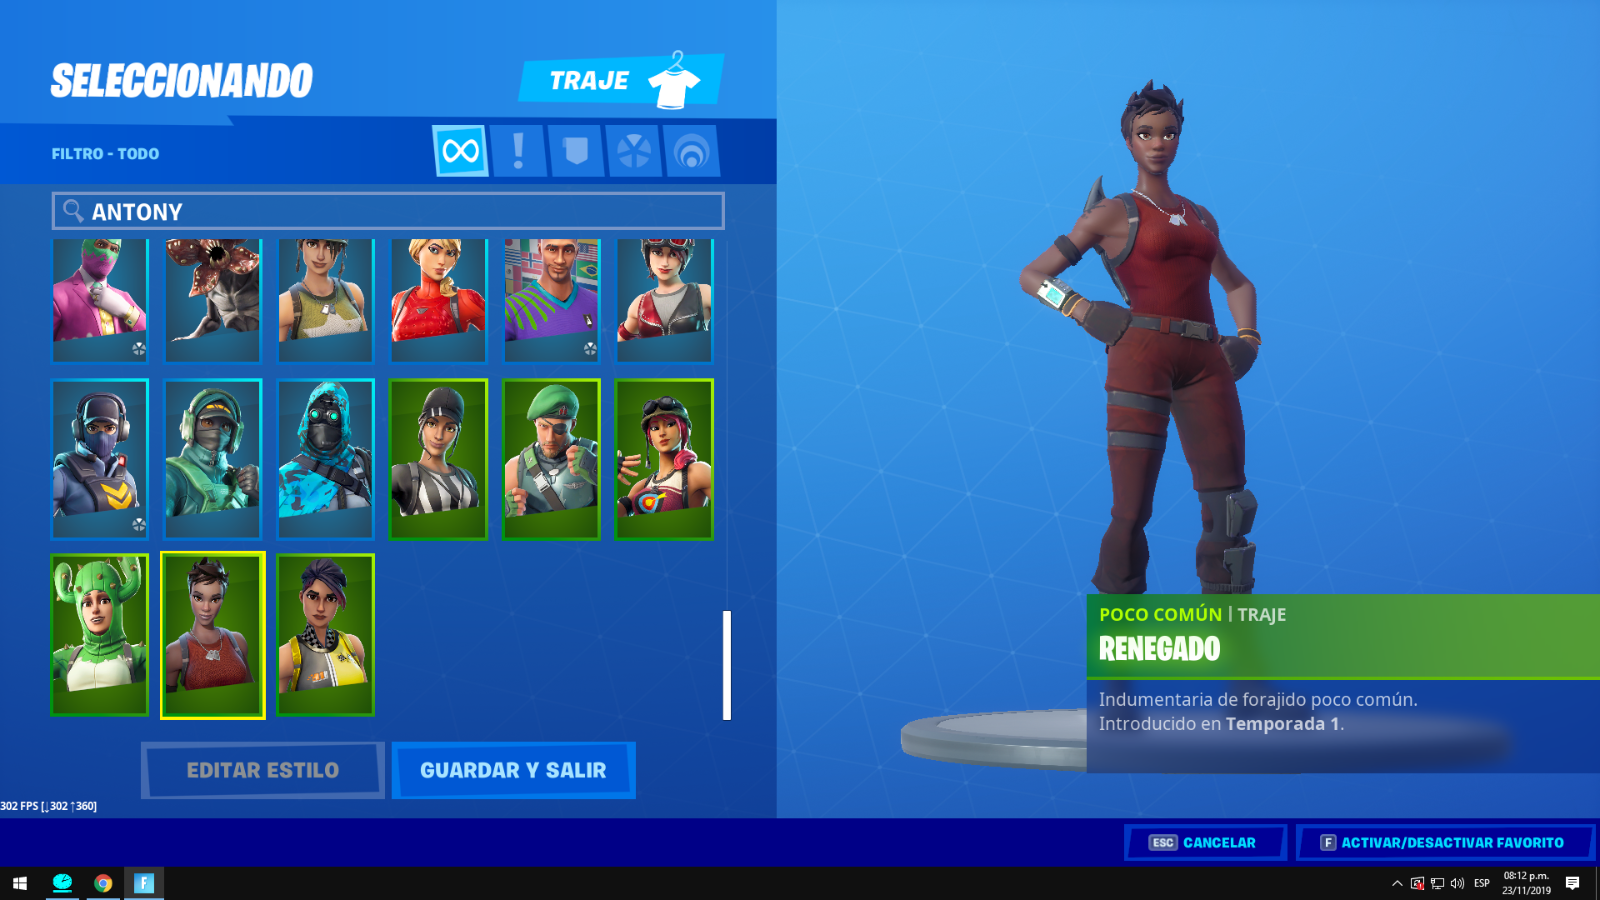 SELECCIONANDO
TRAJE
FILTRO - TODO
ANTONY
EDITAR ESTILO
GUARDAR Y SALIR
302 FPS [↓302 ↑360]
POCO COMÚN | TRAJE
RENEGADO
Indumentaria de forajido poco común.
Introducido en Temporada 1.
ESC CANCELAR
F ACTIVAR/DESACTIVAR FAVORITO
F
ESP
08:12 p.m.
23/11/2019